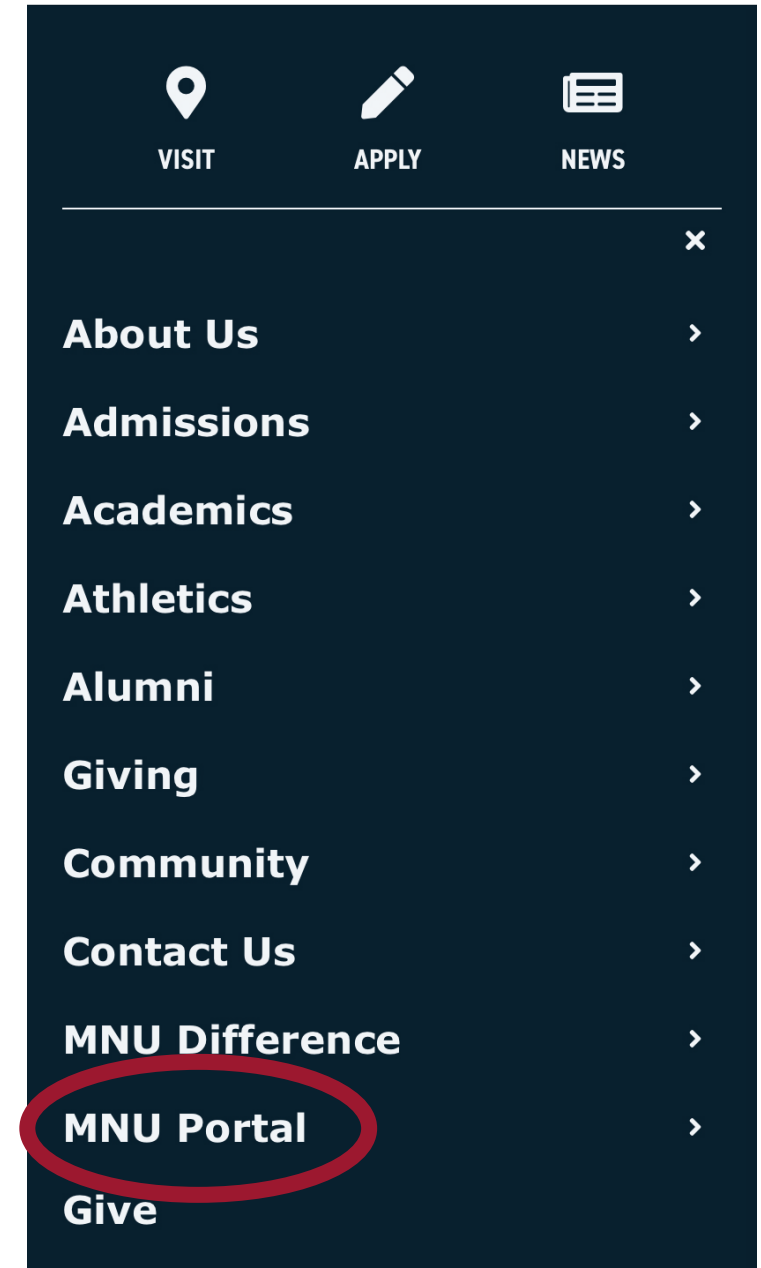 VISIT APPLY NEWS
About Us
Admissions
Academics
Athletics
Alumni
Giving
Community
Contact Us
MNU Difference
MNU Portal
Give